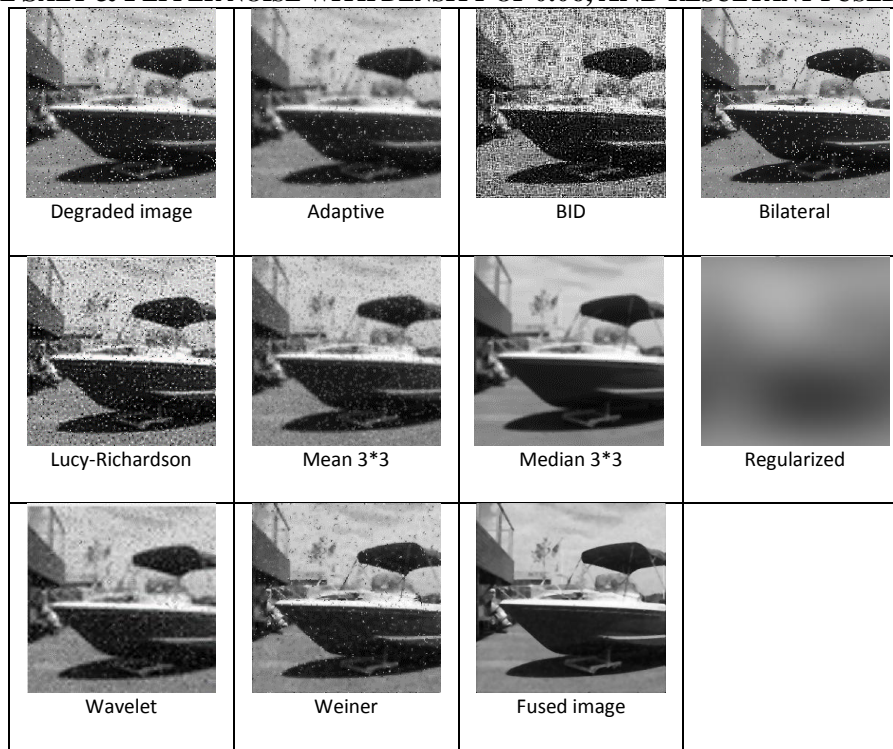 Degraded image
Adaptive
BID
Bilateral
Lucy-Richardson
Mean 3*3
Median 3*3
Regularized
Wavelet
Weiner
Fused image